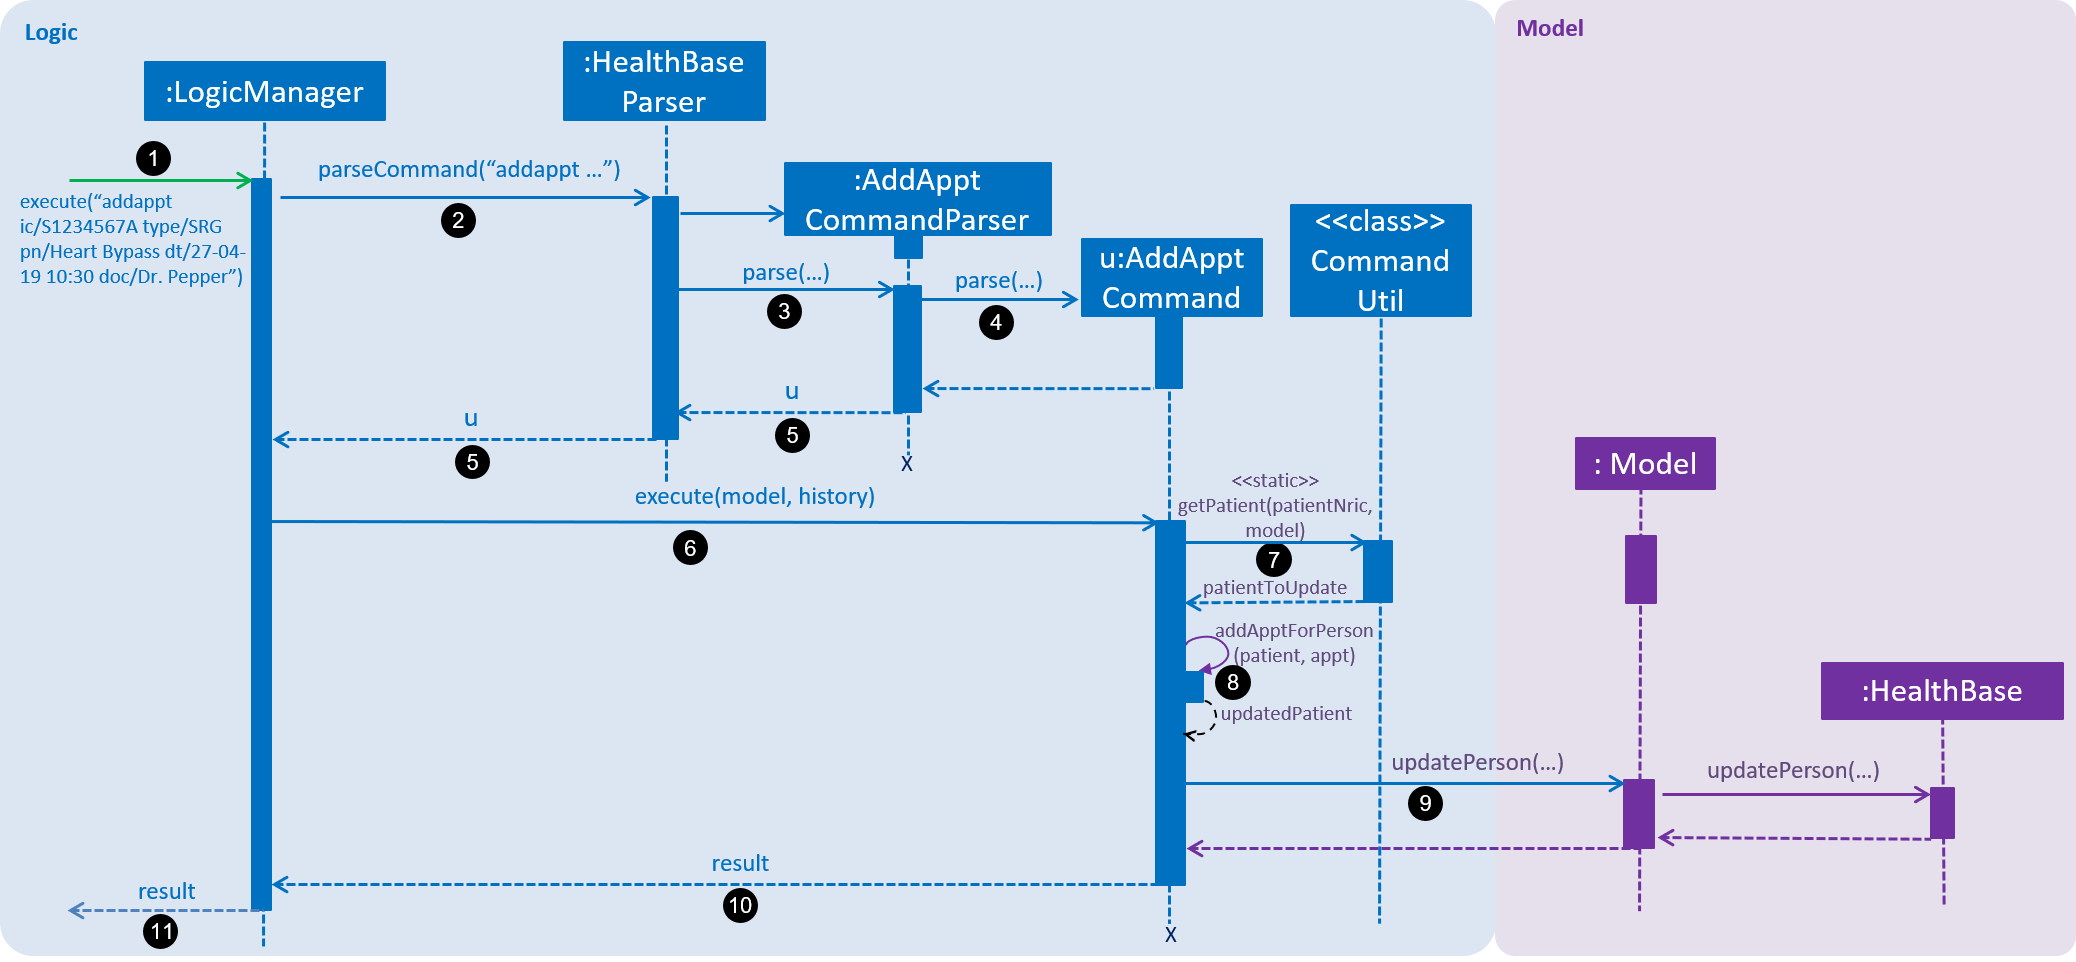 Logic
Model
:HealthBase
Parser
:LogicManager
1
parseCommand(“addappt ...”)
2
execute(“addappt
ic/S1234567A type/SRG
pn/Heart Bypass dt/27-04-
19 10:30 doc/Dr. Pepper”)
:AddAppt
CommandParser
<<class>>
Command
Util
u:AddAppt
Command
parse(...)
3
parse(...)
4
u
5
u
5
X
: Model
execute(model, history)
6
<<static>>
getPatient(patientNric,
model)
7
patientToUpdate
addApptForPerson
(patient, appt)
8
updatedPatient
:HealthBase
updatePerson(...)
9
updatePerson(...)
result
10
result
11
X